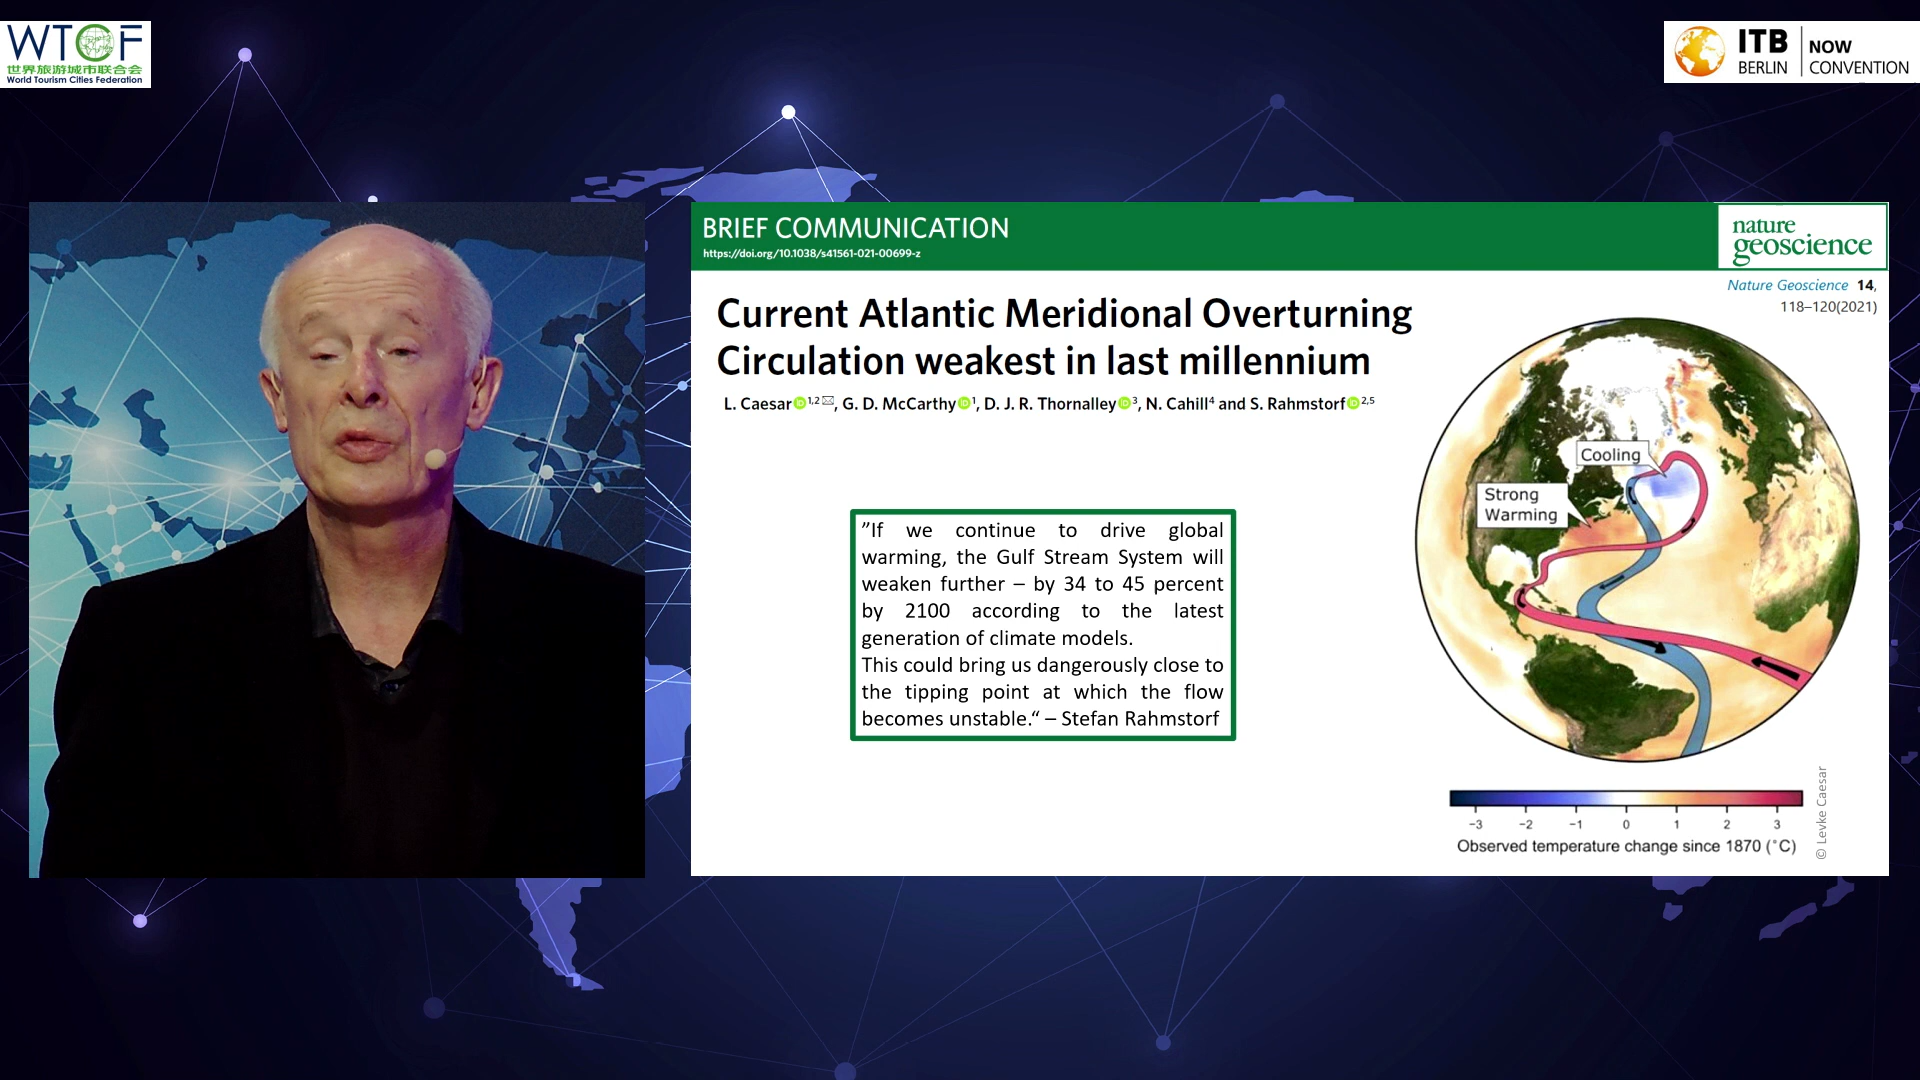 WTCF
世界旅游城市联合会
World Tourism Cities Federation
ITB
BERLIN
NOW
CONVENTION
BRIEF COMMUNICATION
https://doi.org/10.1038/s41561-021-00699-z
nature
geoscience
Nature Geoscience 14,
118–120(2021)
Current Atlantic Meridional Overturning
Circulation weakest in last millennium
L. Caesar iD 1,2 ✉, G. D. McCarthy iD 1, D. J. R. Thornalley iD 3, N. Cahill 4 and S. Rahmstorf iD 2,5
Cooling
Strong
Warming
”If we continue to drive global
warming, the Gulf Stream System will
weaken further – by 34 to 45 percent
by 2100 according to the latest
generation of climate models.
This could bring us dangerously close to
the tipping point at which the flow
becomes unstable.“ – Stefan Rahmstorf
−3 −2 −1 0 1 2 3
Observed temperature change since 1870 (˚C)
© Levke Caesar